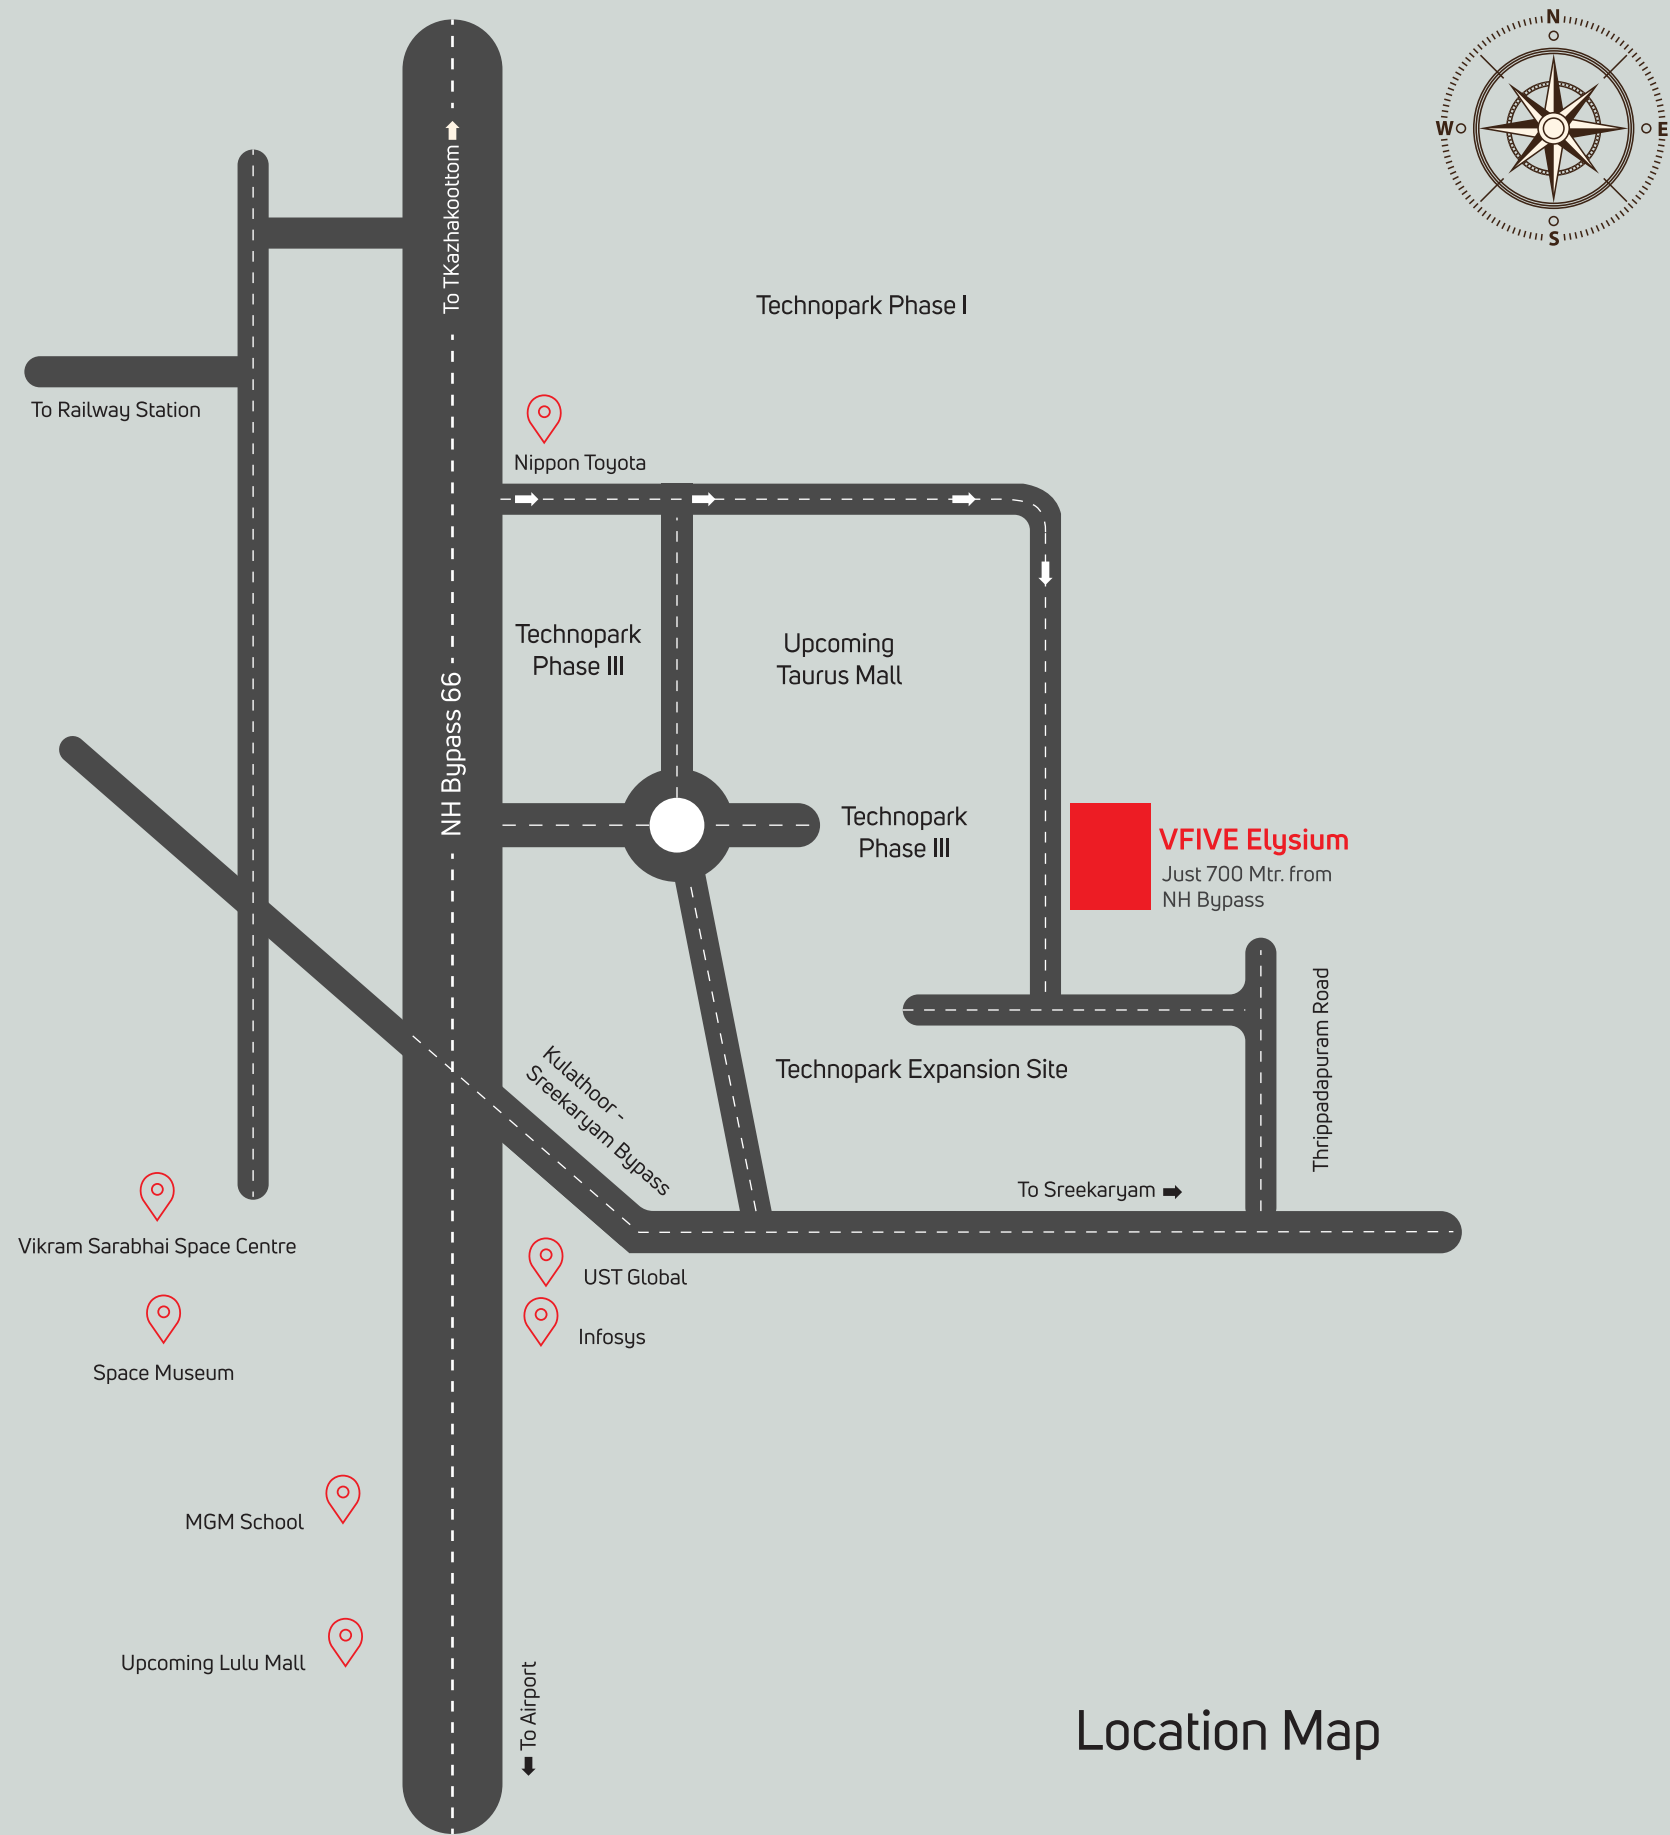 N
W
E
S
To TKazhakoottom
Technopark Phase I
To Railway Station
Nippon Toyota
Technopark
Phase III
Upcoming
Taurus Mall
NH Bypass 66
Technopark
Phase III
VFIVE Elysium
Just 700 Mtr. from
NH Bypass
Thrippadapuram Road
Technopark Expansion Site
Kulathoor -
Sreekaryam Bypass
To Sreekaryam
Vikram Sarabhai Space Centre
UST Global
Space Museum
Infosys
MGM School
Upcoming Lulu Mall
To Airport
Location Map